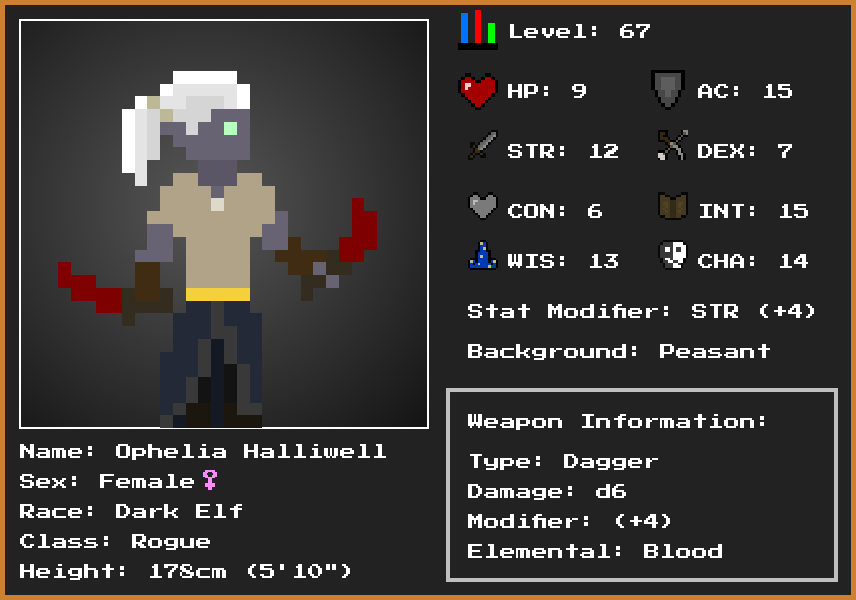 Level: 67
HP: 9
AC: 15
STR: 12
DEX: 7
CON: 6
INT: 15
WIS: 13
CHA: 14
Stat Modifier: STR (+4)
Background: Peasant
Weapon Information:
Type: Dagger
Damage: d6
Modifier: (+4)
Elemental: Blood
Name: Ophelia Halliwell
Sex: Female♀
Race: Dark Elf
Class: Rogue
Height: 178cm (5'10")